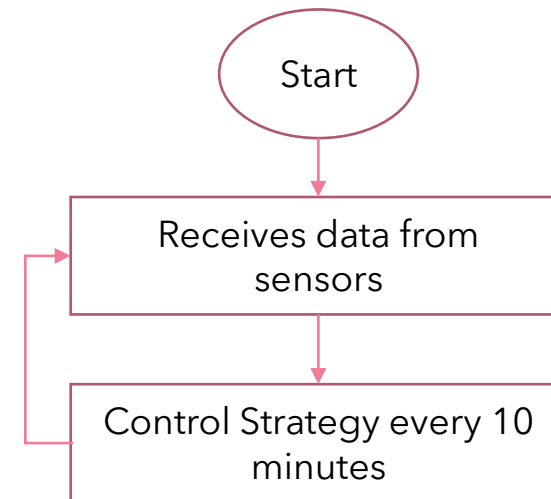 Start
Receives data from
sensors
Control Strategy every 10
minutes